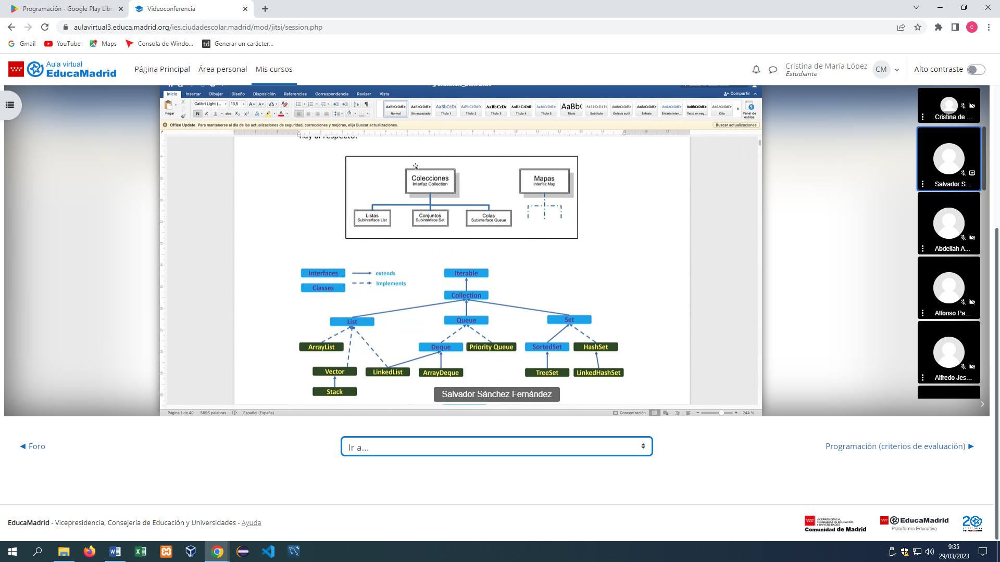 Programación - Google Play Libr
Videoconferencia
aulavirtual3.educa.madrid.org/ies.ciudadescolar.madrid/mod/jitsi/session.php
C
Gmail
YouTube
Maps
Consola de Windo...
td
Generar un carácter...
Aula virtual
EducaMadrid
Página Principal
Área personal
Mis cursos
Cristina de María López
Estudiante
CM
Alto contraste
Inicio
Insertar
Dibujar
Diseño
Disposición
Referencias
Correspondencia
Revisar
Vista
Compartir
Pegar
Calibri Light (...
13,5
AaBbCcDdEe
Normal
AaBbCcDdEe
Sin espaciado
AaBbCcDc
Título 1
AaBbCcDdE
Título 2
AaBbCcDc
Título 3
AaBbCcDdI
Título 4
AaBbCcDdEe
Título 5
AaBb(
Título
AaBbCcDdEe
Subtítulo
AaBbCcDdEe
Énfasis sutil
AaBbCcDdEe
Énfasis
AaBbCcDdEe
Énfasis inten...
AaBbCcDdEe
Texto en neg...
AaBbCcDdEe
Cita
Panel de
estilos
Office Update Para mantenerse al día de las actualizaciones de seguridad, correcciones y mejoras, elija Buscar actualizaciones.
Buscar actualizaciones
hay al respecto:
Colecciones
Interfaz Collection
Mapas
Interfaz Map
Listas
Subinterface List
Conjuntos
Subinterface Set
Colas
Subinterface Queue
Interfaces
extends
Classes
Implements
Iterable
Collection
List
Queue
Set
ArrayList
Deque
Priority Queue
SortedSet
HashSet
Vector
LinkedList
ArrayDeque
TreeSet
LinkedHashSet
Stack
Salvador Sánchez Fernández
Página 1 de 40
5696 palabras
Español (España)
Concentración
244 %
Cristina de ...
Salvador S...
Abdellah A...
Alfonso Pa...
Alfredo Jes...
◄ Foro
Ir a...
Programación (criterios de evaluación) ►
EducaMadrid - Vicepresidencia, Consejería de Educación y Universidades - Ayuda
VICEPRESIDENCIA,
CONSEJERÍA DE EDUCACIÓN
Y UNIVERSIDADES
Comunidad de Madrid
EducaMadrid
Plataforma Educativa
20
9:35
29/03/2023